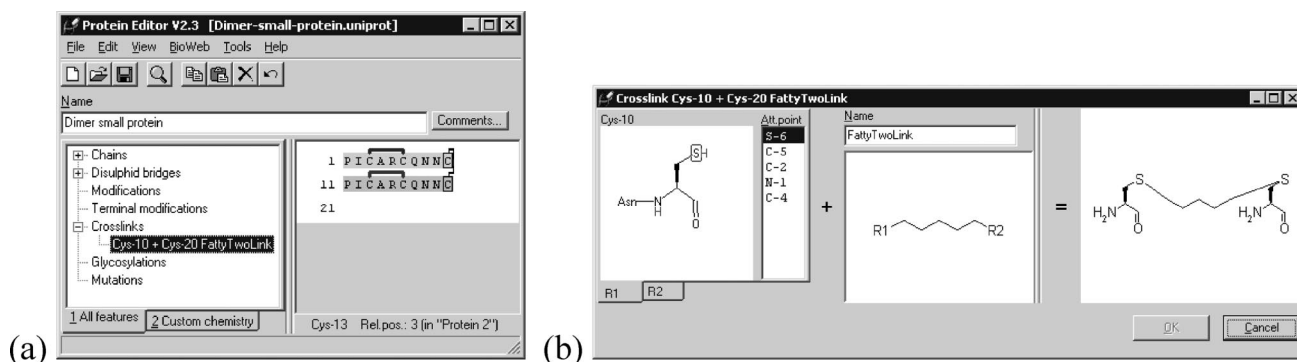 Protein Editor V2.3 [Dimer-small-protein.uniprot]
File Edit View BioWeb Tools Help
Name
Dimer small protein
Comments...
Chains
Disulphid bridges
Modifications
Terminal modifications
Crosslinks
Cys-10 + Cys-20 FattyTwoLink
Glycosylations
Mutations
1 All features 2 Custom chemistry
1 PICARCQNNC
11 PICARCQNNC
21
Cys-13 Rel.pos.: 3 (in "Protein 2")
(a)
Crosslink Cys-10 + Cys-20 FattyTwoLink
Cys-10
SH
Asn
N
H
O
R1 R2
Att.point
S-6
C-5
C-2
N-1
C-4
+
Name
FattyTwoLink
R1 R2
=
S S
H₂N H₂N
O O
OK Cancel
(b)